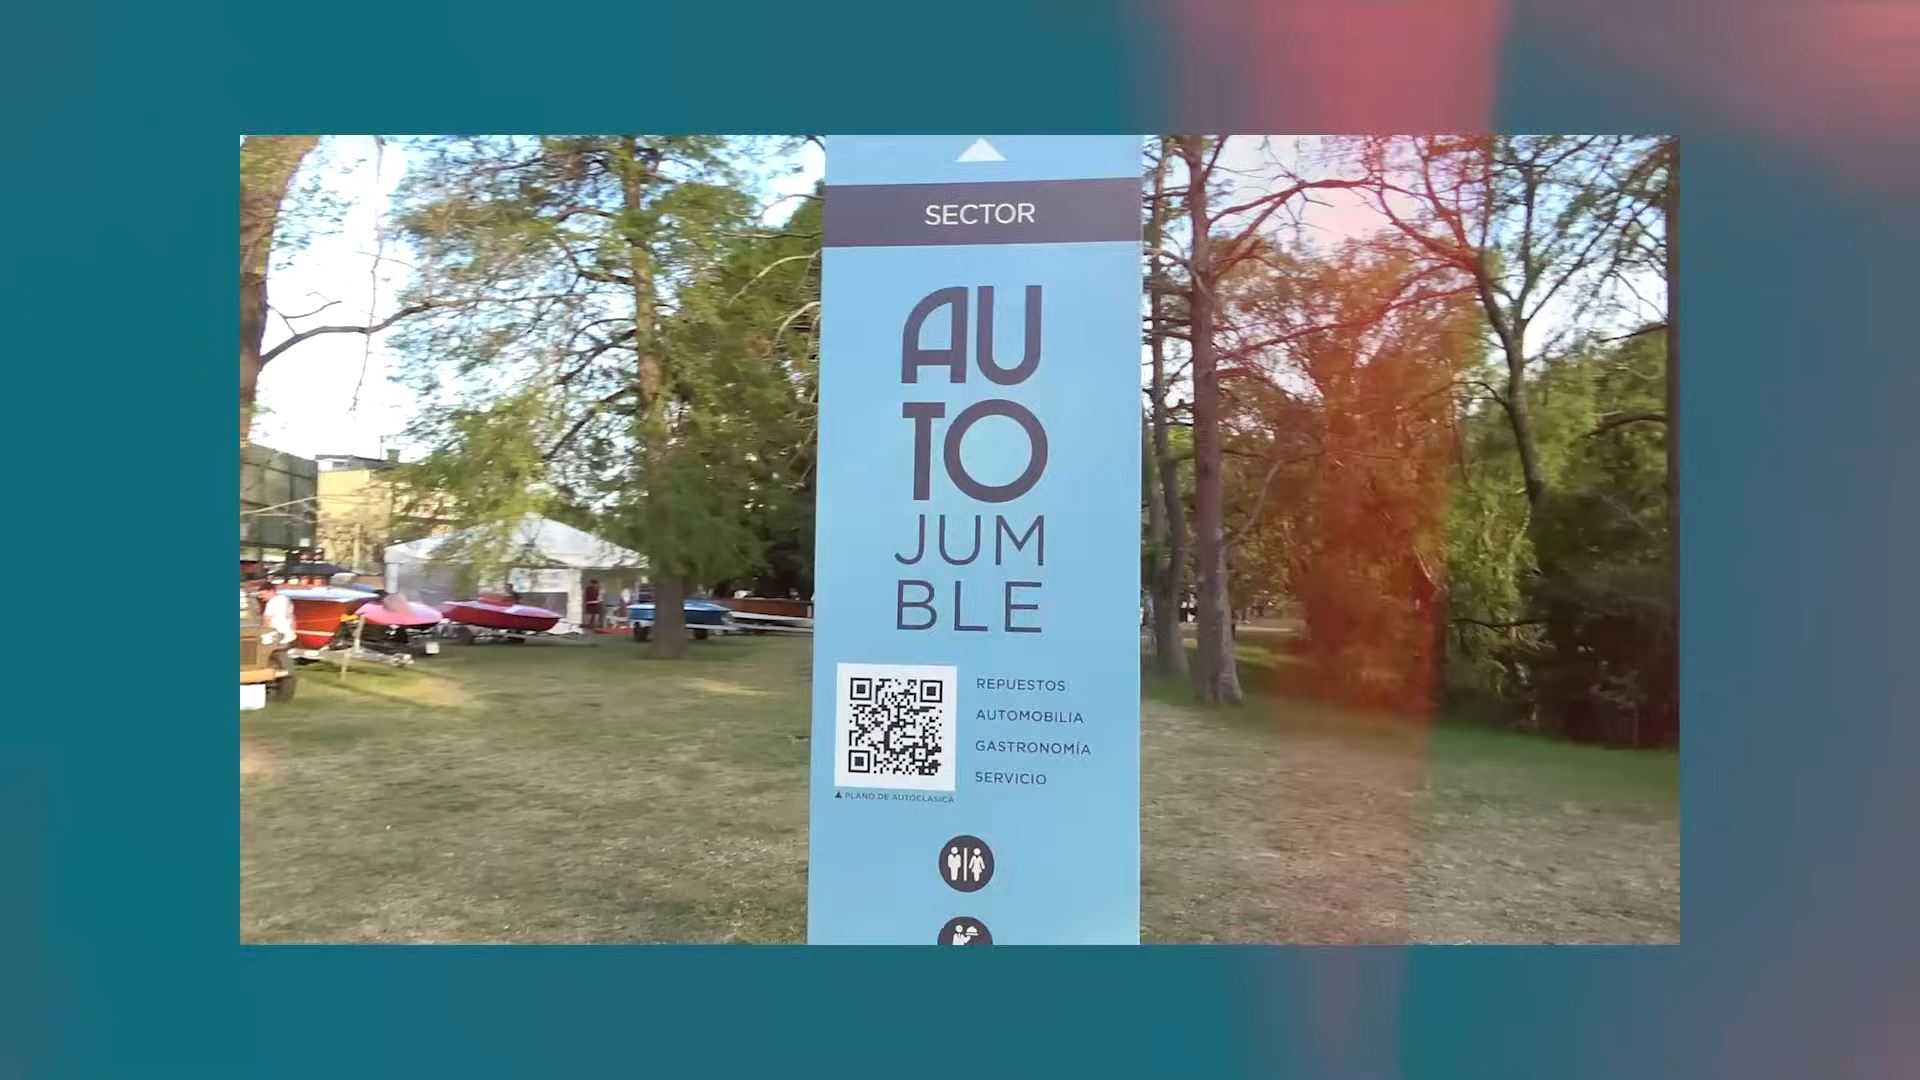 SECTOR
AU
TO
JUM
BLE
REPUESTOS
AUTOMOBILIA
GASTRONOMÍA
SERVICIO
PLANO DE AUTOCLASICA